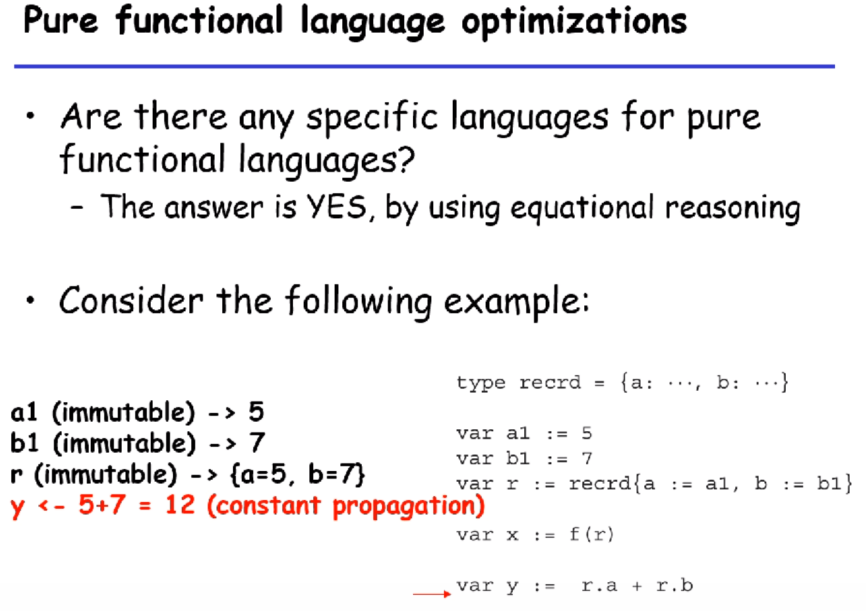 Pure functional language optimizations
• Are there any specific languages for pure
functional languages?
– The answer is YES, by using equational reasoning
• Consider the following example:
a1 (immutable) -> 5
b1 (immutable) -> 7
r (immutable) -> {a=5, b=7}
y <- 5+7 = 12 (constant propagation)
type recrd = {a: ..., b: ...}
var a1 := 5
var b1 := 7
var r := recrd{a := a1, b := b1}
var x := f(r)
var y :=  r.a + r.b